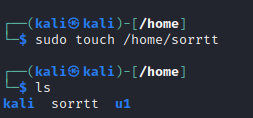 ┌──(kali㉿kali)-[/home]
└─$ sudo touch /home/sorrtt
┌──(kali㉿kali)-[/home]
└─$ ls
kali  sorrtt  u1